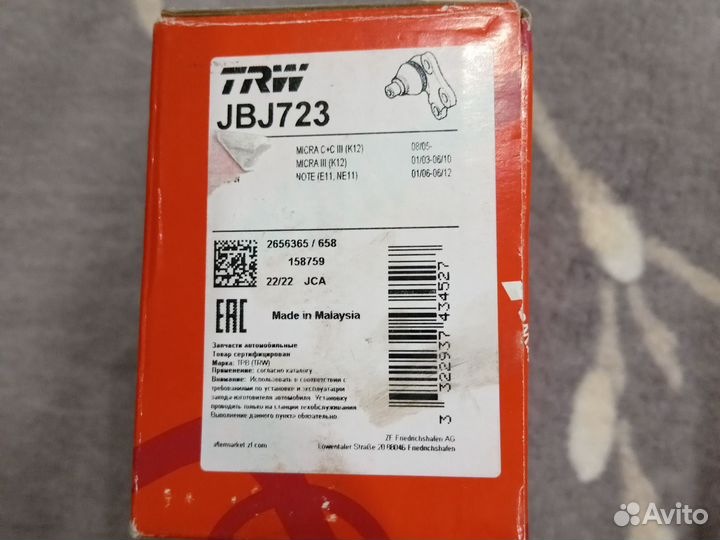 TRW
JBJ723
MICRA C+C III (K12) 08/05-
MICRA III (K12) 01/03-06/10
NOTE (E11, NE11) 01/06-06/12
2656365 / 658
158759
22/22 JCA
EAC
Made in Malaysia
3 322937 434527
Запчасти автомобильные
Товар сертифицирован
Марка: ТРВ (TRW)
Применение: согласно каталогу
Внимание: Использовать в соответствии с
требованиями по установке и эксплуатации
завода изготовителя автомобиля. Установку
проводить только на станции техобслуживания
Выполнение данного пункта обязательно.
ZF Friedrichshafen AG
aftermarket.zf.com Löwentaler Straße 20 88046 Friedrichshafen
Avito